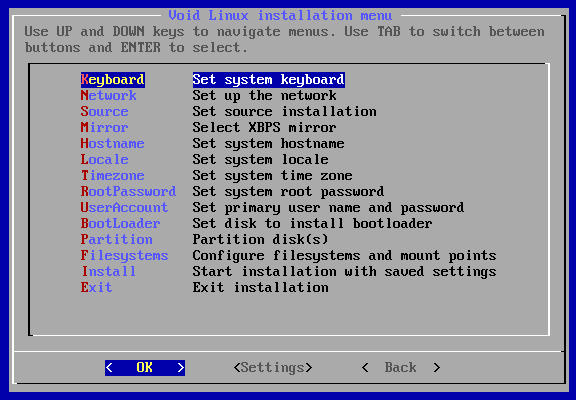 Void Linux installation menu
Use UP and DOWN keys to navigate menus. Use TAB to switch between
buttons and ENTER to select.
Keyboard Set system keyboard
Network Set up the network
Source Set source installation
Mirror Select XBPS mirror
Hostname Set system hostname
Locale Set system locale
Timezone Set system time zone
RootPassword Set system root password
UserAccount Set primary user name and password
BootLoader Set disk to install bootloader
Partition Partition disk(s)
Filesystems Configure filesystems and mount points
Install Start installation with saved settings
Exit Exit installation
< OK > <Settings> < Back >